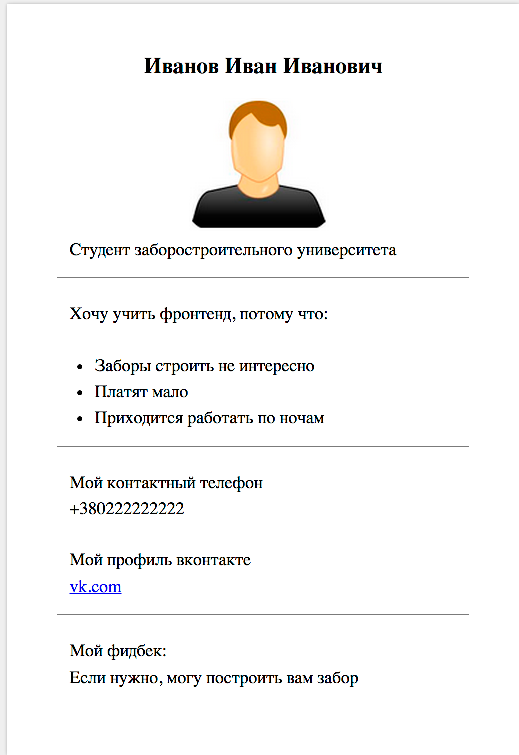 Иванов Иван Иванович
Студент заборостроительного университета
Хочу учить фронтенд, потому что:
• Заборы строить не интересно
• Платят мало
• Приходится работать по ночам
Мой контактный телефон
+380222222222
Мой профиль вконтакте
vk.com
Мой фидбек:
Если нужно, могу построить вам забор